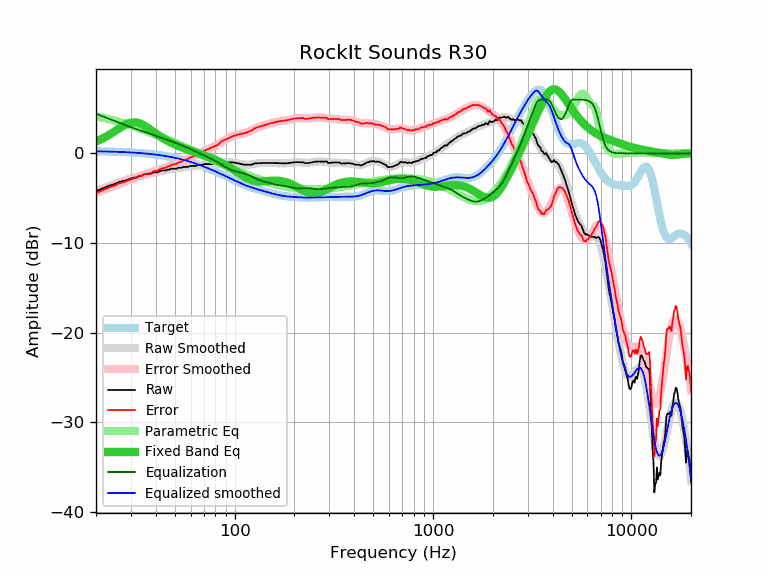 RockIt Sounds R30
Amplitude (dBr)
0
−10
−20
−30
−40
Target
Raw Smoothed
Error Smoothed
Raw
Error
Parametric Eq
Fixed Band Eq
Equalization
Equalized smoothed
100
1000
10000
Frequency (Hz)